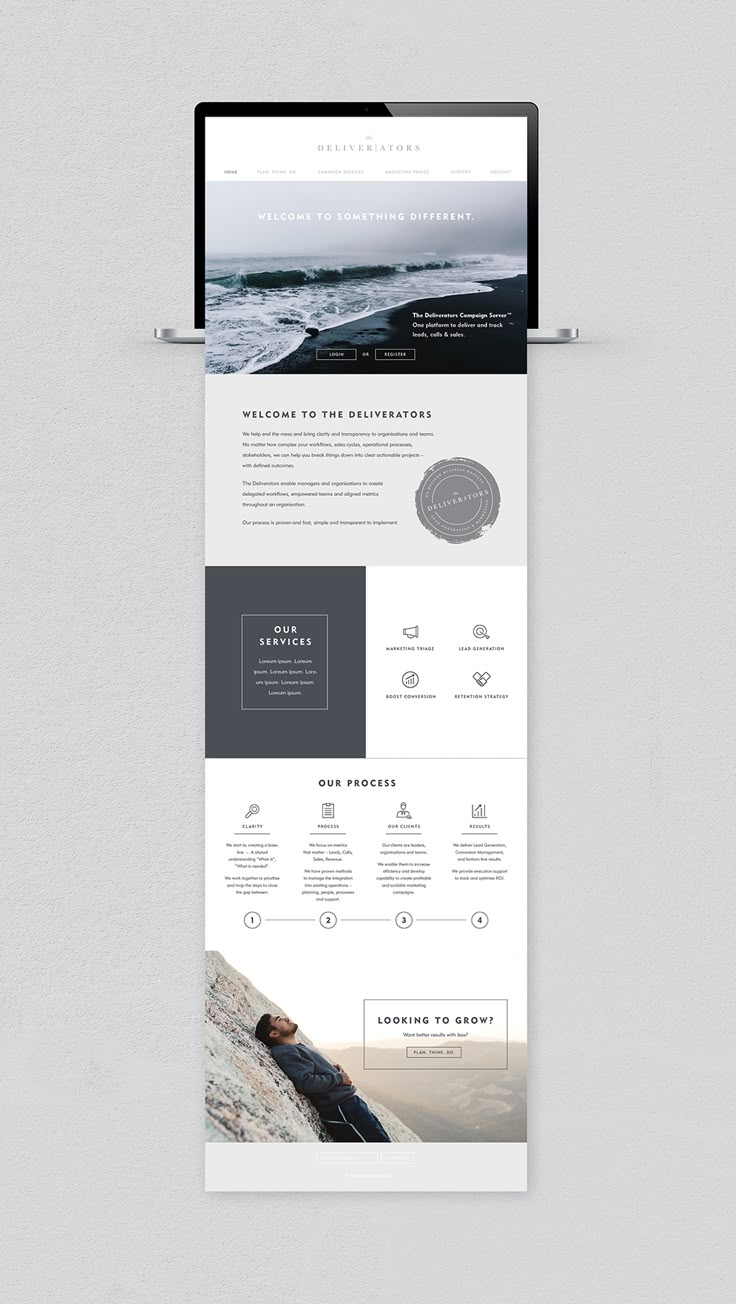 the
DELIVER|ATORS
HOME PLAN. THINK. DO. CAMPAIGN SERVICES MARKETING TRIAGE SUPPORT CONTACT
WELCOME TO SOMETHING DIFFERENT.
The Deliverators Campaign Server™
One platform to deliver and track
leads, calls & sales.
LOGIN OR REGISTER
WELCOME TO THE DELIVERATORS
We help end the mess and bring clarity and transparency to organisations and teams.
No matter how complex your workflows, sales cycles, operational processes,
stakeholders, we can help you break things down into clear actionable projects –
with defined outcomes.
The Deliverators enable managers and organisations to create
delegated workflows, empowered teams and aligned metrics
throughout an organisation.
Our process is proven and fast, simple and transparent to implement.
the
DELIVERATORS
OUR
SERVICES
Loreum ipsum. Loreum
ipsum. Loreum ipsum. Lore-
um ipsum. Loreum ipsum.
Loreum ipsum.
MARKETING TRIAGE LEAD GENERATION
BOOST CONVERSION RETENTION STRATEGY
OUR PROCESS
CLARITY
We start by creating a base-
line – A shared
understanding "What is",
"What is needed".
We work together to prioritise
and map the steps to close
the gap between.
1
PROCESS
We focus on metrics
that matter – Leads, Calls,
Sales, Revenue.
We have proven methods
to manage the integration
into existing operations –
planning, people, processes
and support.
2
OUR CLIENTS
Our clients are leaders,
organisations and teams.
We enable them to increase
efficiency and develop
capability to create profitable
and scalable marketing
campaigns.
3
RESULTS
We deliver Lead Generation,
Conversion Management,
and bottom line results.
We provide execution support
to track and optimise ROI.
4
LOOKING TO GROW?
Want better results with less?
PLAN. THINK. DO.